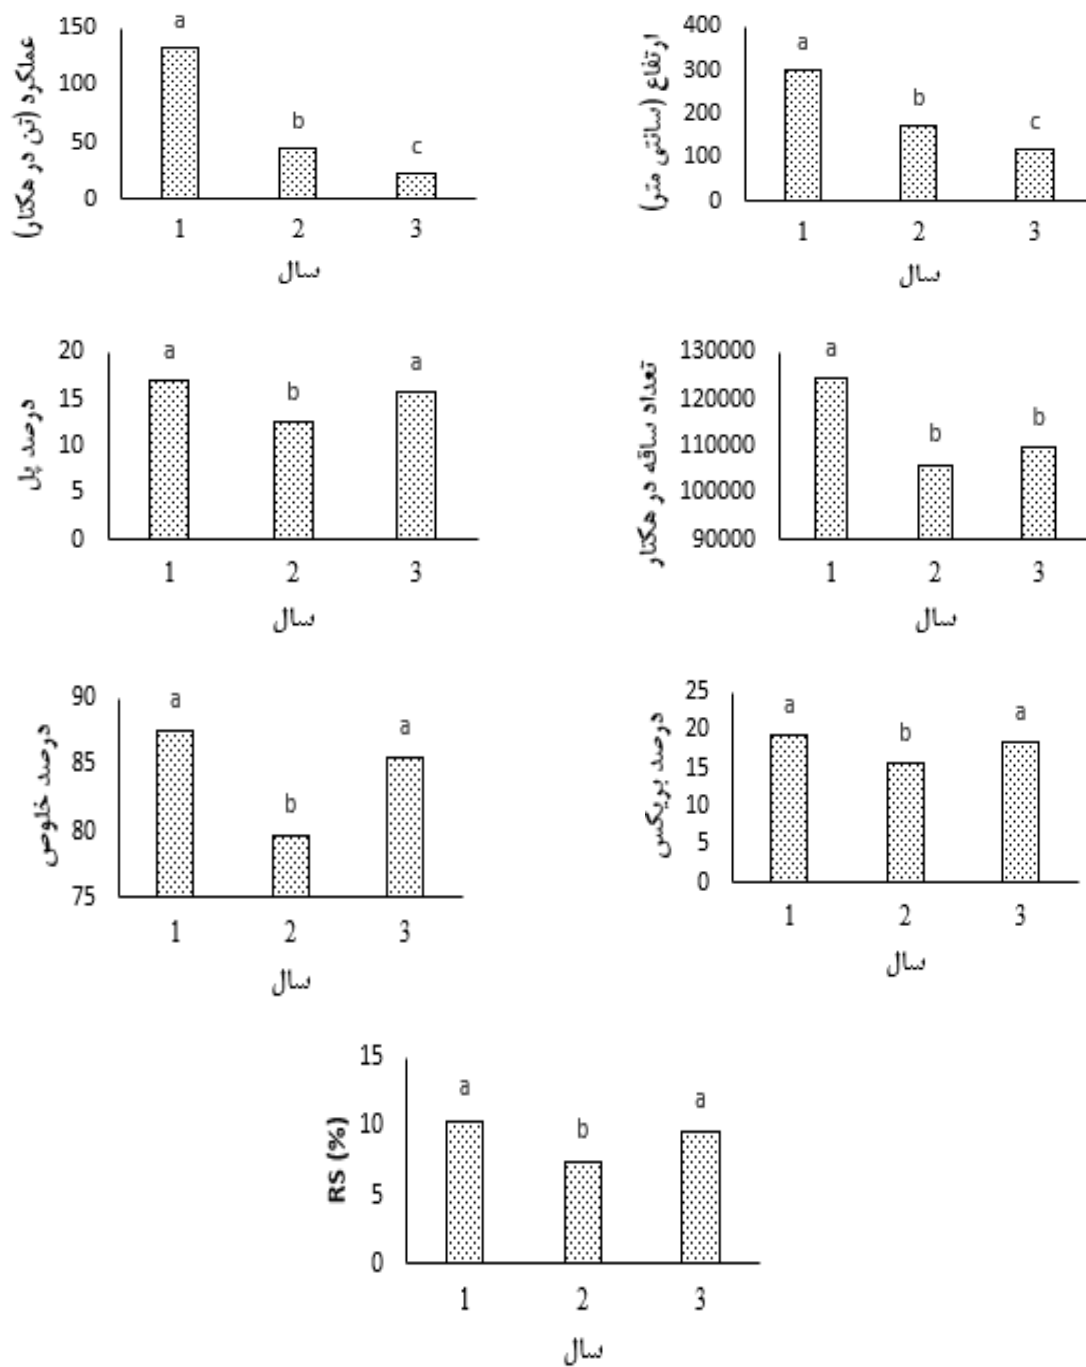 عملکرد (تن در هکتار)
150
100
50
0
a
b
c
1 2 3
سال
ارتفاع (سانتی متر)
400
300
200
100
0
a
b
c
1 2 3
سال
درصد پل
20
15
10
5
0
a
b
a
1 2 3
سال
تعداد ساقه در هکتار
130000
120000
110000
100000
90000
a
b
b
1 2 3
سال
درصد خلوص
90
85
80
75
a
b
a
1 2 3
سال
درصد بریکس
25
20
15
10
5
0
a
b
a
1 2 3
سال
RS (%)
15
10
5
0
a
b
a
1 2 3
سال